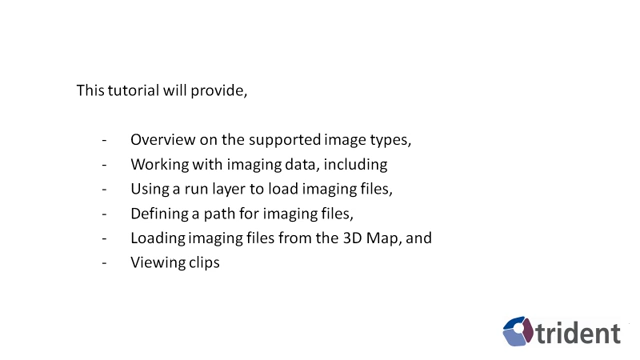 This tutorial will provide,
- Overview on the supported image types,
- Working with imaging data, including
- Using a run layer to load imaging files,
- Defining a path for imaging files,
- Loading imaging files from the 3D Map, and
- Viewing clips
trident